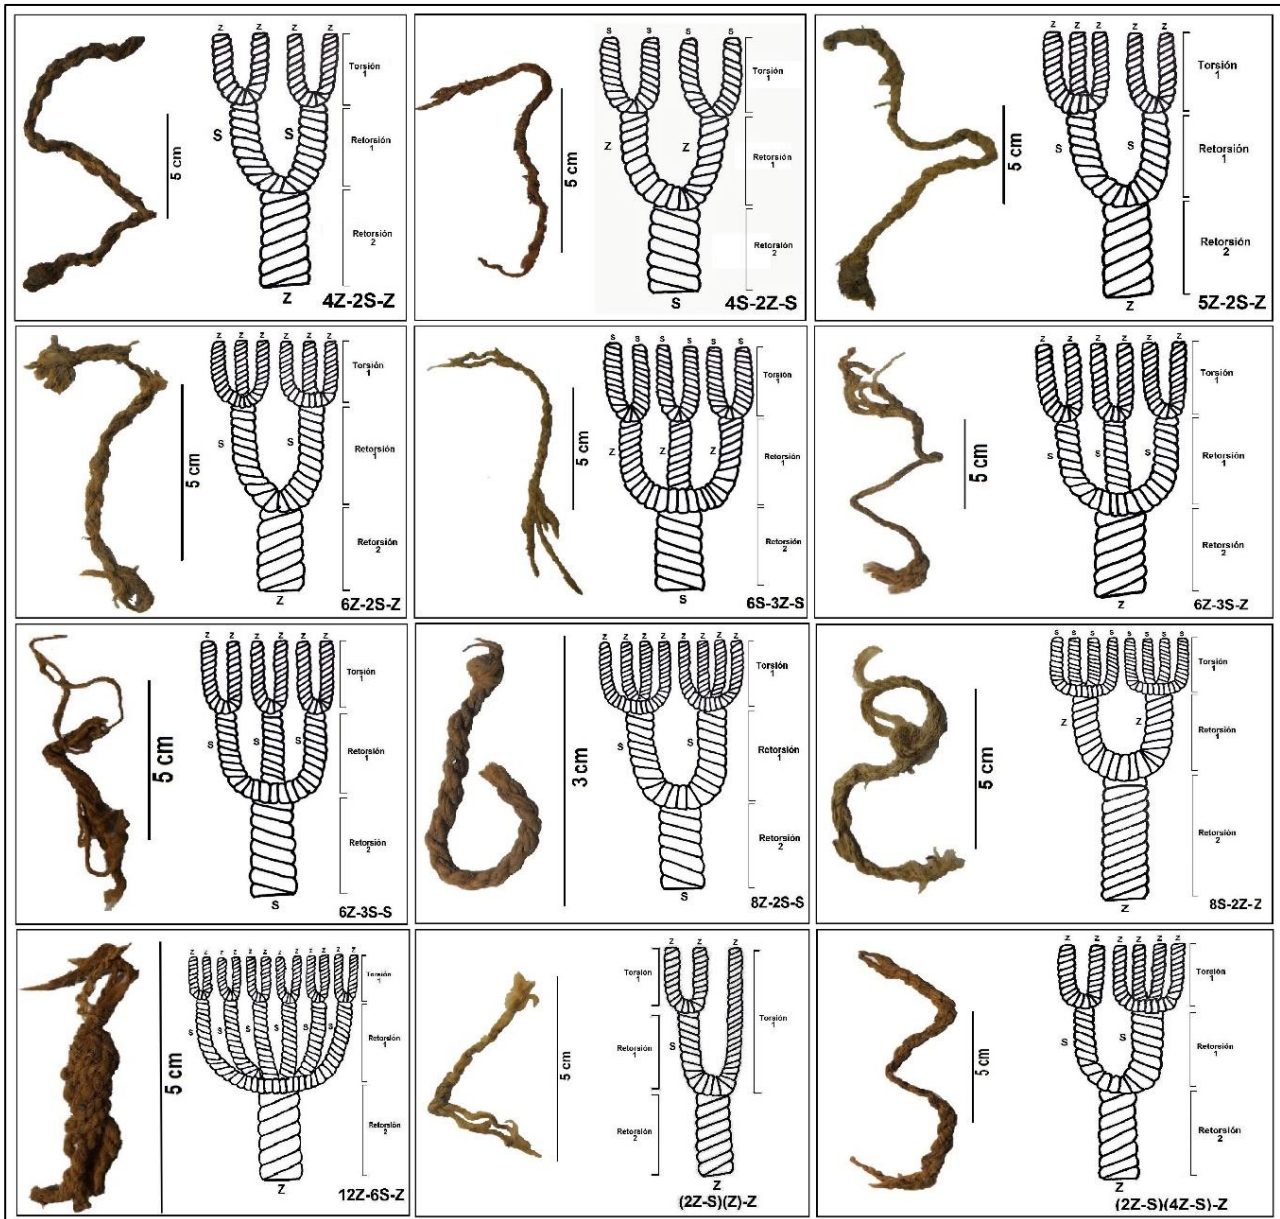 Z Z Z Z
Torsión
1
S S
Retorsión
1
5 cm
Retorsión
2
Z
4Z-2S-Z
S S S S
Torsión
1
Z Z
Retorsión
1
5 cm
Retorsión
2
S
4S-2Z-S
Z Z Z Z Z
Torsión
1
S S
Retorsión
1
5 cm
Retorsión
2
Z
5Z-2S-Z
Z Z Z Z Z Z
Torsión
1
S S
Retorsión
1
5 cm
Retorsión
2
Z
6Z-2S-Z
S S S S S S
Torsión
1
Z Z Z
Retorsión
1
5 cm
Retorsión
2
S
6S-3Z-S
Z Z Z Z Z Z
Torsión
1
S S S
Retorsión
1
5 cm
Retorsión
2
Z
6Z-3S-Z
Z Z Z Z Z Z
Torsión
1
S S S
Retorsión
1
5 cm
Retorsión
2
S
6Z-3S-S
Z Z Z Z Z Z Z Z
Torsión
1
S S
Retorsión
1
3 cm
Retorsión
2
S
8Z-2S-S
S S S S S S S S
Torsión
1
Z Z
Retorsión
1
5 cm
Retorsión
2
Z
8S-2Z-Z
Z Z Z Z Z Z Z Z Z Z Z Z
Torsión
1
S S S S S S
Retorsión
1
5 cm
Retorsión
2
Z
12Z-6S-Z
Z Z Z
Torsión
1
Torsión
1
S
Retorsión
1
5 cm
Retorsión
2
Z
(2Z-S)(Z)-Z
Z Z Z Z Z Z
Torsión
1
S S
Retorsión
1
5 cm
Retorsión
2
Z
(2Z-S)(4Z-S)-Z